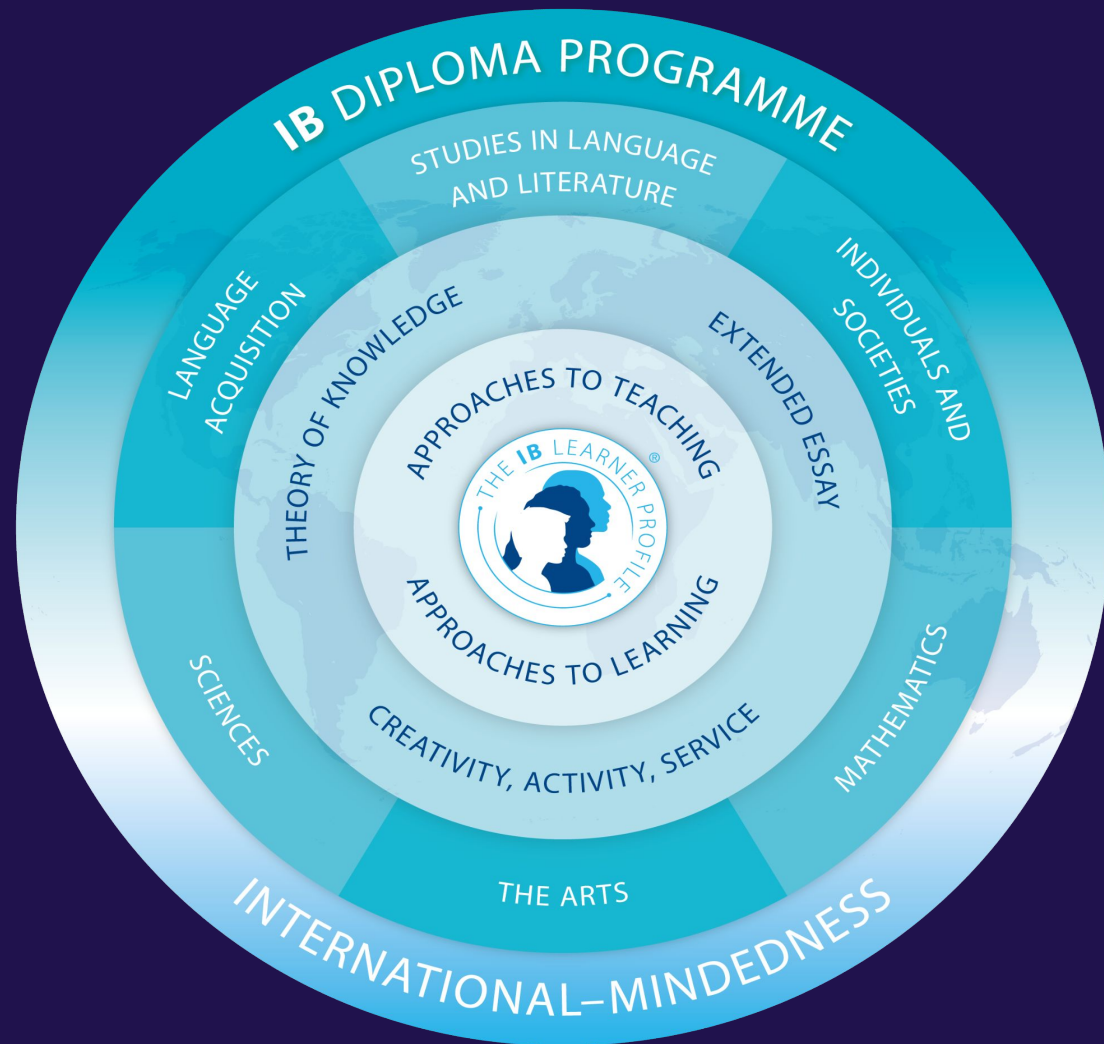 IB DIPLOMA PROGRAMME
STUDIES IN LANGUAGE
AND LITERATURE
LANGUAGE
ACQUISITION
INDIVIDUALS AND
SOCIETIES
THEORY OF KNOWLEDGE
EXTENDED ESSAY
APPROACHES TO TEACHING
THE IB LEARNER PROFILE ®
APPROACHES TO LEARNING
CREATIVITY, ACTIVITY, SERVICE
SCIENCES
MATHEMATICS
THE ARTS
INTERNATIONAL–MINDEDNESS